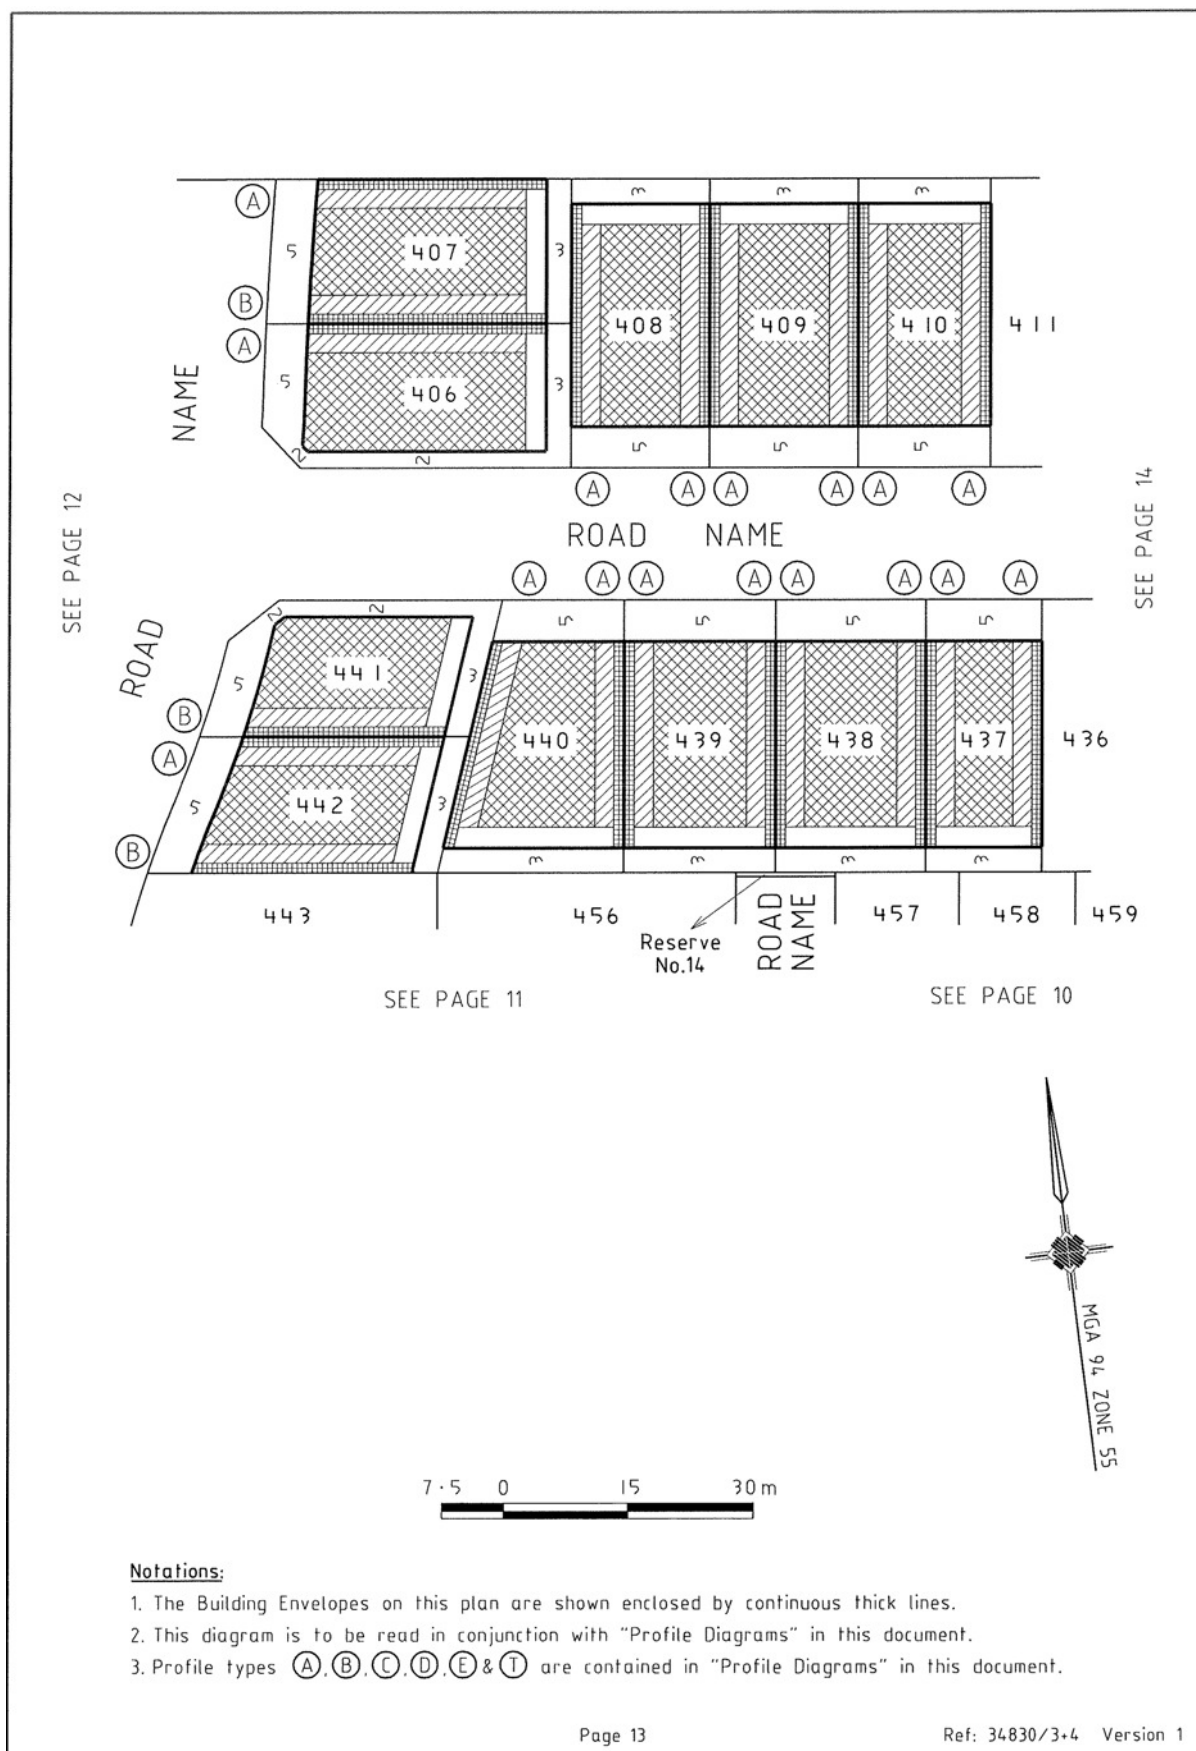 A
5
407
3
3
3
3
B
408
409
410
411
A
NAME
5
406
3
2
2
5
5
5
A
A
A
A
A
A
SEE PAGE 12
ROAD NAME
SEE PAGE 14
A
A
A
A
A
A
A
A
2
2
5
5
5
5
ROAD
5
441
3
B
440
439
438
437
436
A
5
442
3
B
3
3
3
3
443
456
ROAD
NAME
457
458
459
Reserve
No.14
SEE PAGE 11
SEE PAGE 10
MGA 94 ZONE 55
7·5 0 15 30m
Notations:
1. The Building Envelopes on this plan are shown enclosed by continuous thick lines.
2. This diagram is to be read in conjunction with "Profile Diagrams" in this document.
3. Profile types A, B, C, D, E & T are contained in "Profile Diagrams" in this document.
Page 13
Ref: 34830/3+4 Version 1